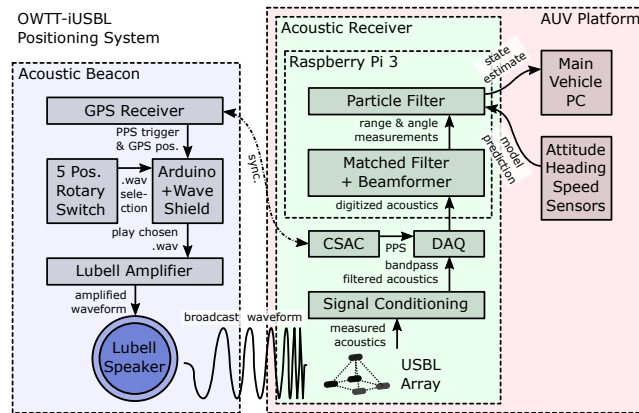 OWTT-iUSBL
Positioning System
Acoustic Beacon
GPS Receiver
PPS trigger
& GPS pos.
5 Pos.
Rotary
Switch
.wav
sele-
ction
Arduino
+Wave
Shield
play chosen
.wav
Lubell Amplifier
amplified
waveform
Lubell
Speaker
broadcast waveform
sync.
AUV Platform
Acoustic Receiver
Raspberry Pi 3
Particle Filter
range & angle
measurements
Matched Filter
+ Beamformer
digitized acoustics
CSAC
PPS
DAQ
bandpass
filtered acoustics
Signal Conditioning
measured
acoustics
USBL
Array
state
estimate
model
prediction
Main
Vehicle
PC
Attitude
Heading
Speed
Sensors